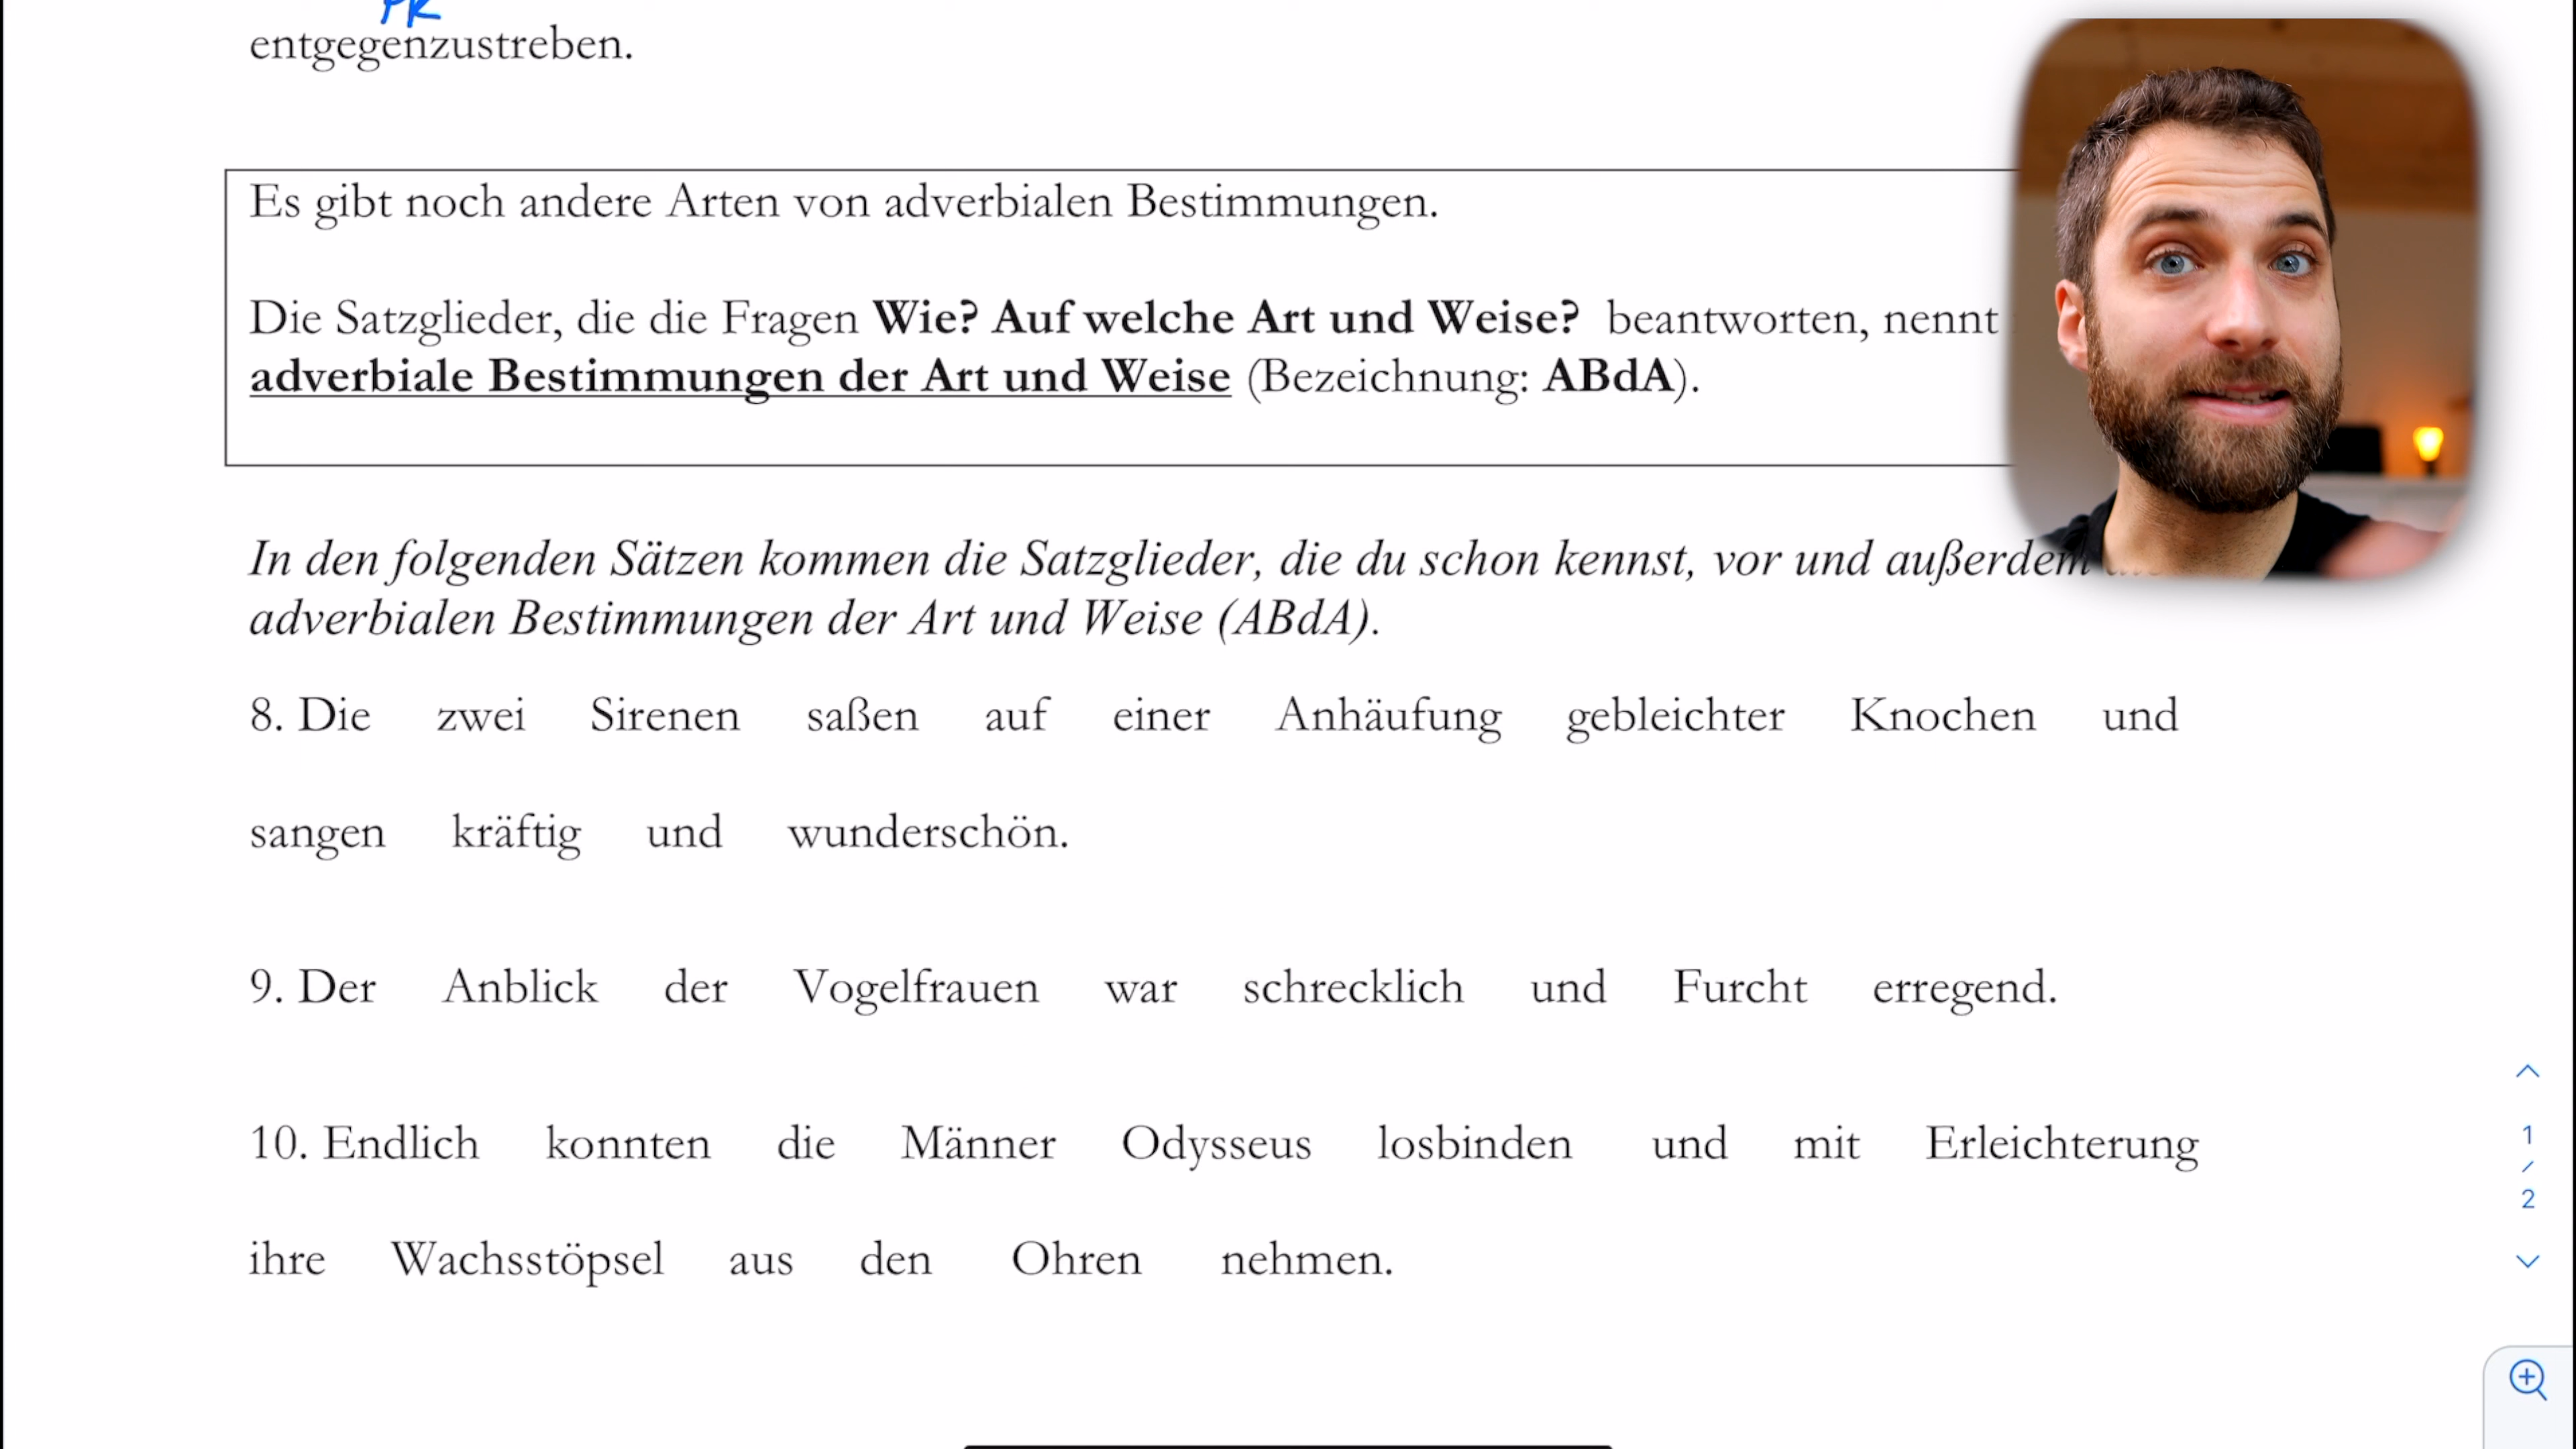 PR
entgegenzustreben.
Es gibt noch andere Arten von adverbialen Bestimmungen.
Die Satzglieder, die die Fragen Wie? Auf welche Art und Weise? beantworten, nennt
adverbiale Bestimmungen der Art und Weise (Bezeichnung: ABdA).
In den folgenden Sätzen kommen die Satzglieder, die du schon kennst, vor und außerdem
adverbialen Bestimmungen der Art und Weise (ABdA).
8. Die zwei Sirenen saßen auf einer Anhäufung gebleichter Knochen und
sangen kräftig und wunderschön.
9. Der Anblick der Vogelfrauen war schrecklich und Furcht erregend.
10. Endlich konnten die Männer Odysseus losbinden und mit Erleichterung
ihre Wachsstöpsel aus den Ohren nehmen.
1
/
2